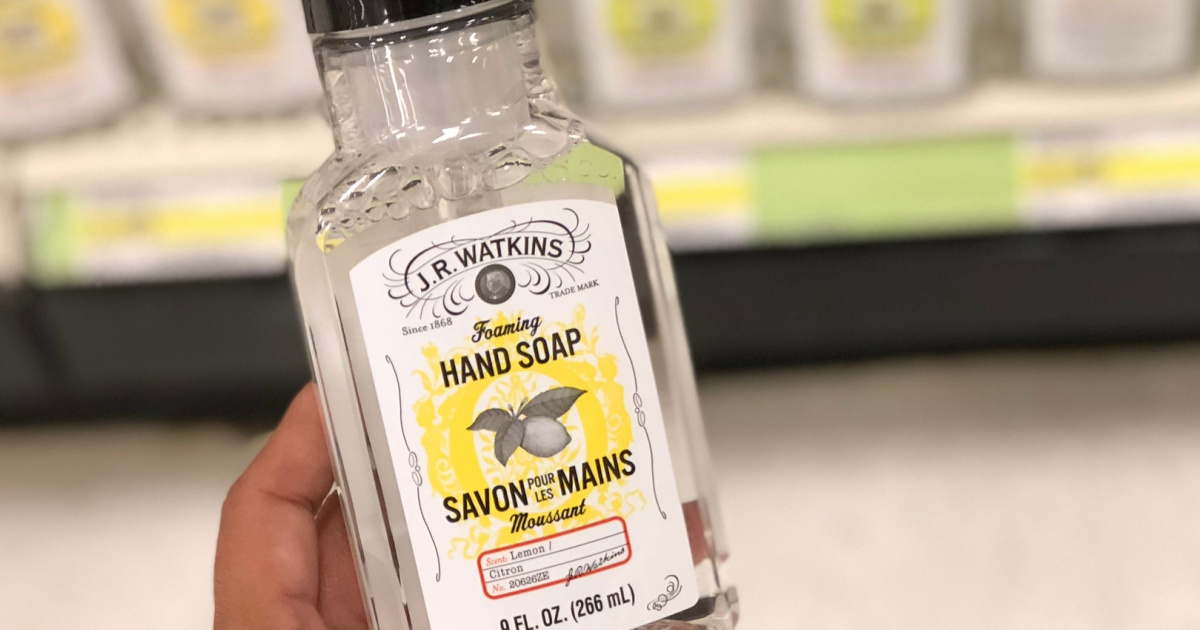 J.R. WATKINS
TRADE MARK
Since 1868
Foaming
HAND SOAP
SAVON POUR LES MAINS
Moussant
Scent: Lemon /
Citron
No. 20626ZE J.R.Watkins
9 FL. OZ. (266 mL)